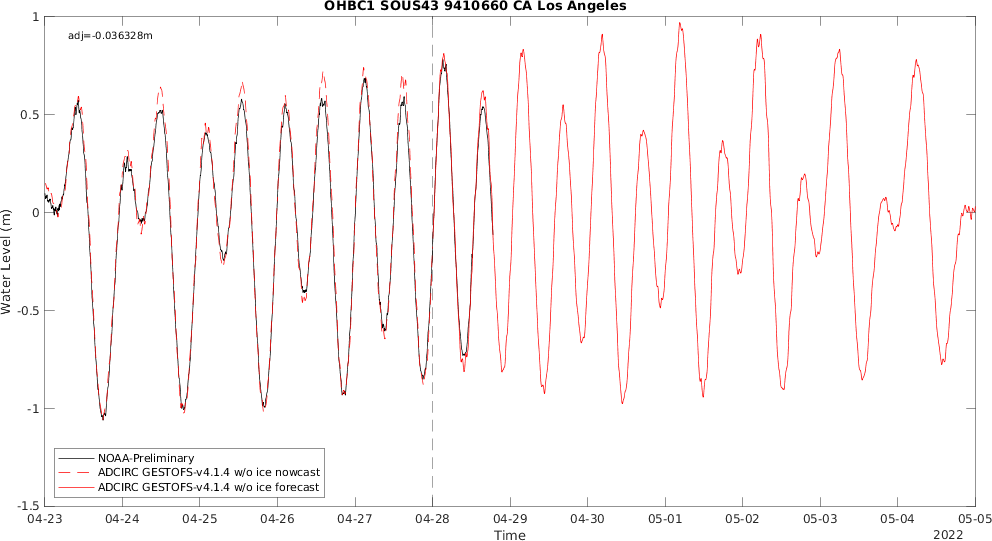 OHBC1 SOUS43 9410660 CA Los Angeles
adj=-0.036328m
1
0.5
0
-0.5
-1
-1.5
Water Level (m)
NOAA-Preliminary
ADCIRC GESTOFS-v4.1.4 w/o ice nowcast
ADCIRC GESTOFS-v4.1.4 w/o ice forecast
04-23 04-24 04-25 04-26 04-27 04-28 04-29 04-30 05-01 05-02 05-03 05-04 05-05
Time
2022